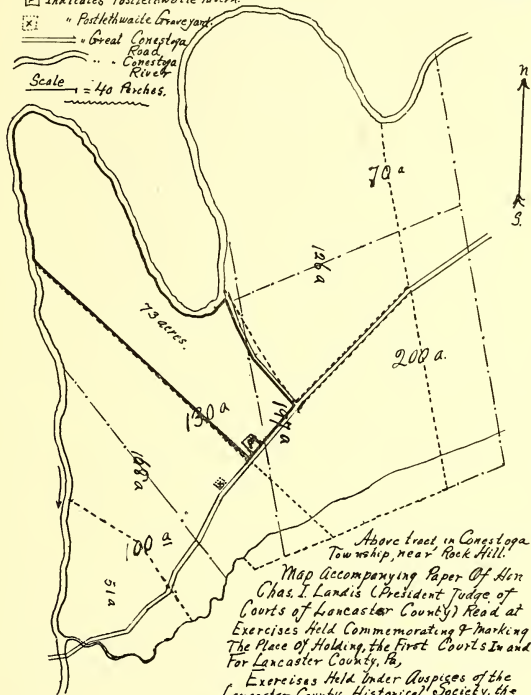 Indicates Postlethwaite Tavern.
" Postlethwaite Graveyard.
" Great Conestoga
Road,
" " Conestoga
River
Scale
1 = 40 Perches.
N
S.
70 a
126 a
73 acres.
200 a.
197 a
130 a
P
168 a
100 a
51 a
Above tract in Conestoga
Township, near Rock Hill.
Map Accompanying Paper Of Hon
Chas. I. Landis (President Judge of
Courts of Lancaster County) Read at
Exercises Held Commemorating & Marking
The Place Of Holding, the First Courts In and
For Lancaster County, Pa,
Exercises Held Under Auspices of the
Lancaster County Historical Society, the